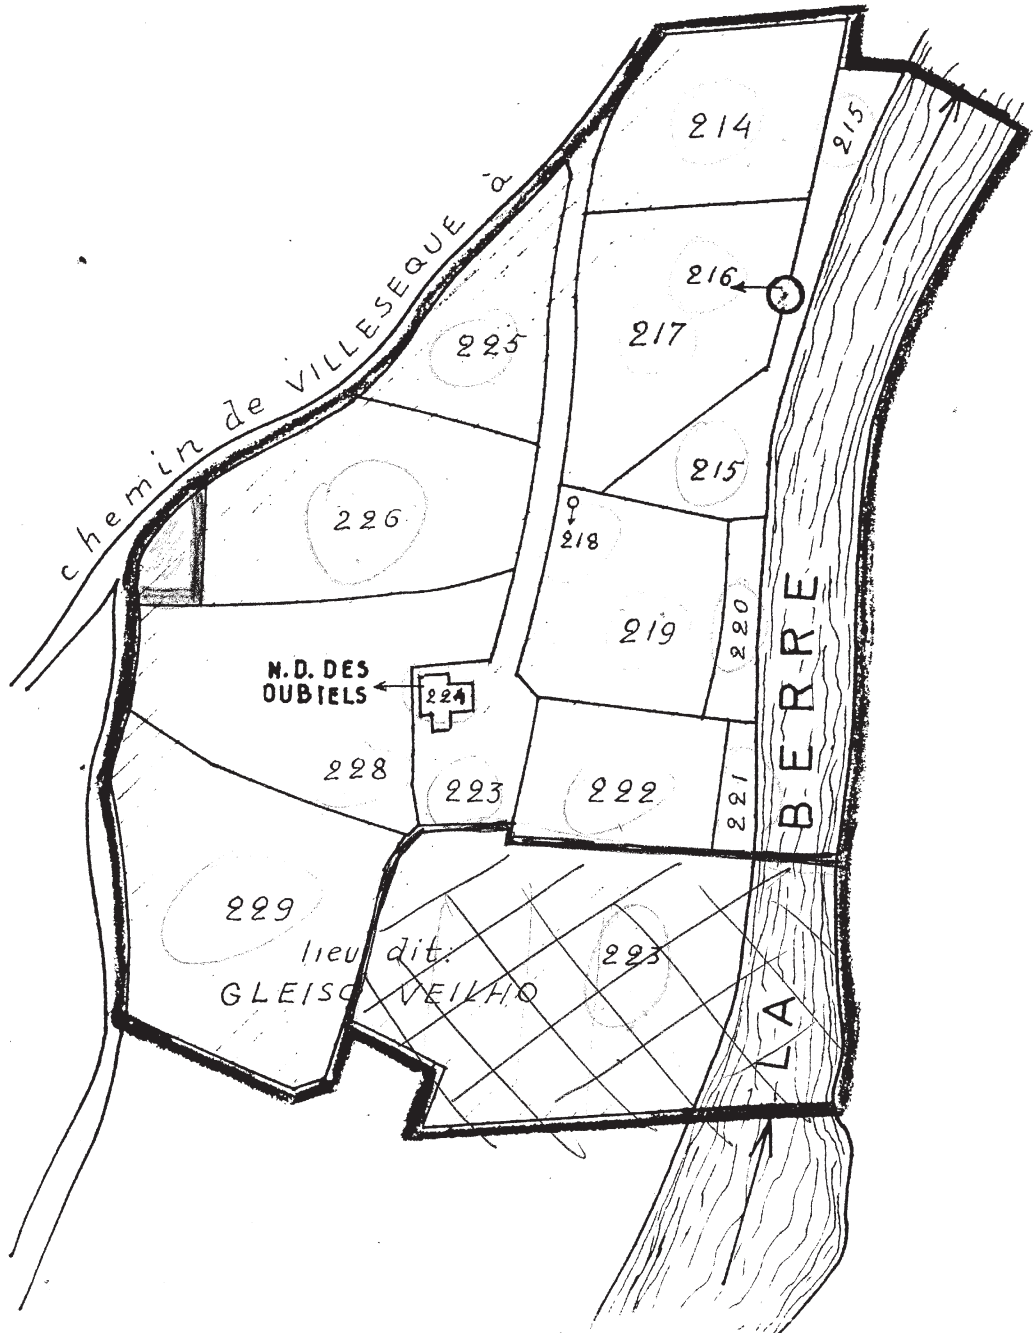 214
215
chemin de VILLESEQUE à
216
217
225
215
226
218
219
220
N.D. DES
OUBIELS
224
228
223
222
221
LA BERRE
229
223
lieu dit:
GLEISO VEILHO